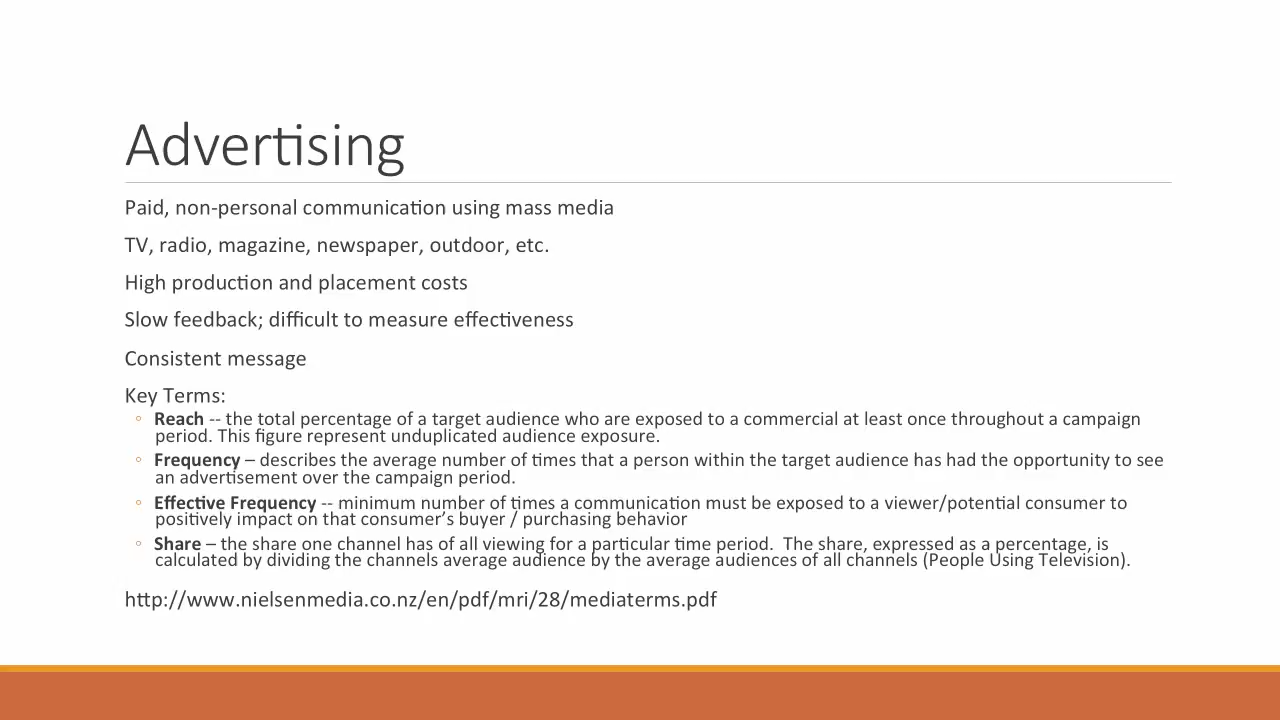 Advertising
Paid, non-personal communication using mass media
TV, radio, magazine, newspaper, outdoor, etc.
High production and placement costs
Slow feedback; difficult to measure effectiveness
Consistent message
Key Terms:
◦ Reach -- the total percentage of a target audience who are exposed to a commercial at least once throughout a campaign
period. This figure represent unduplicated audience exposure.
◦ Frequency – describes the average number of times that a person within the target audience has had the opportunity to see
an advertisement over the campaign period.
◦ Effective Frequency -- minimum number of times a communication must be exposed to a viewer/potential consumer to
positively impact on that consumer’s buyer / purchasing behavior
◦ Share – the share one channel has of all viewing for a particular time period.  The share, expressed as a percentage, is
calculated by dividing the channels average audience by the average audiences of all channels (People Using Television).
http://www.nielsenmedia.co.nz/en/pdf/mri/28/mediaterms.pdf